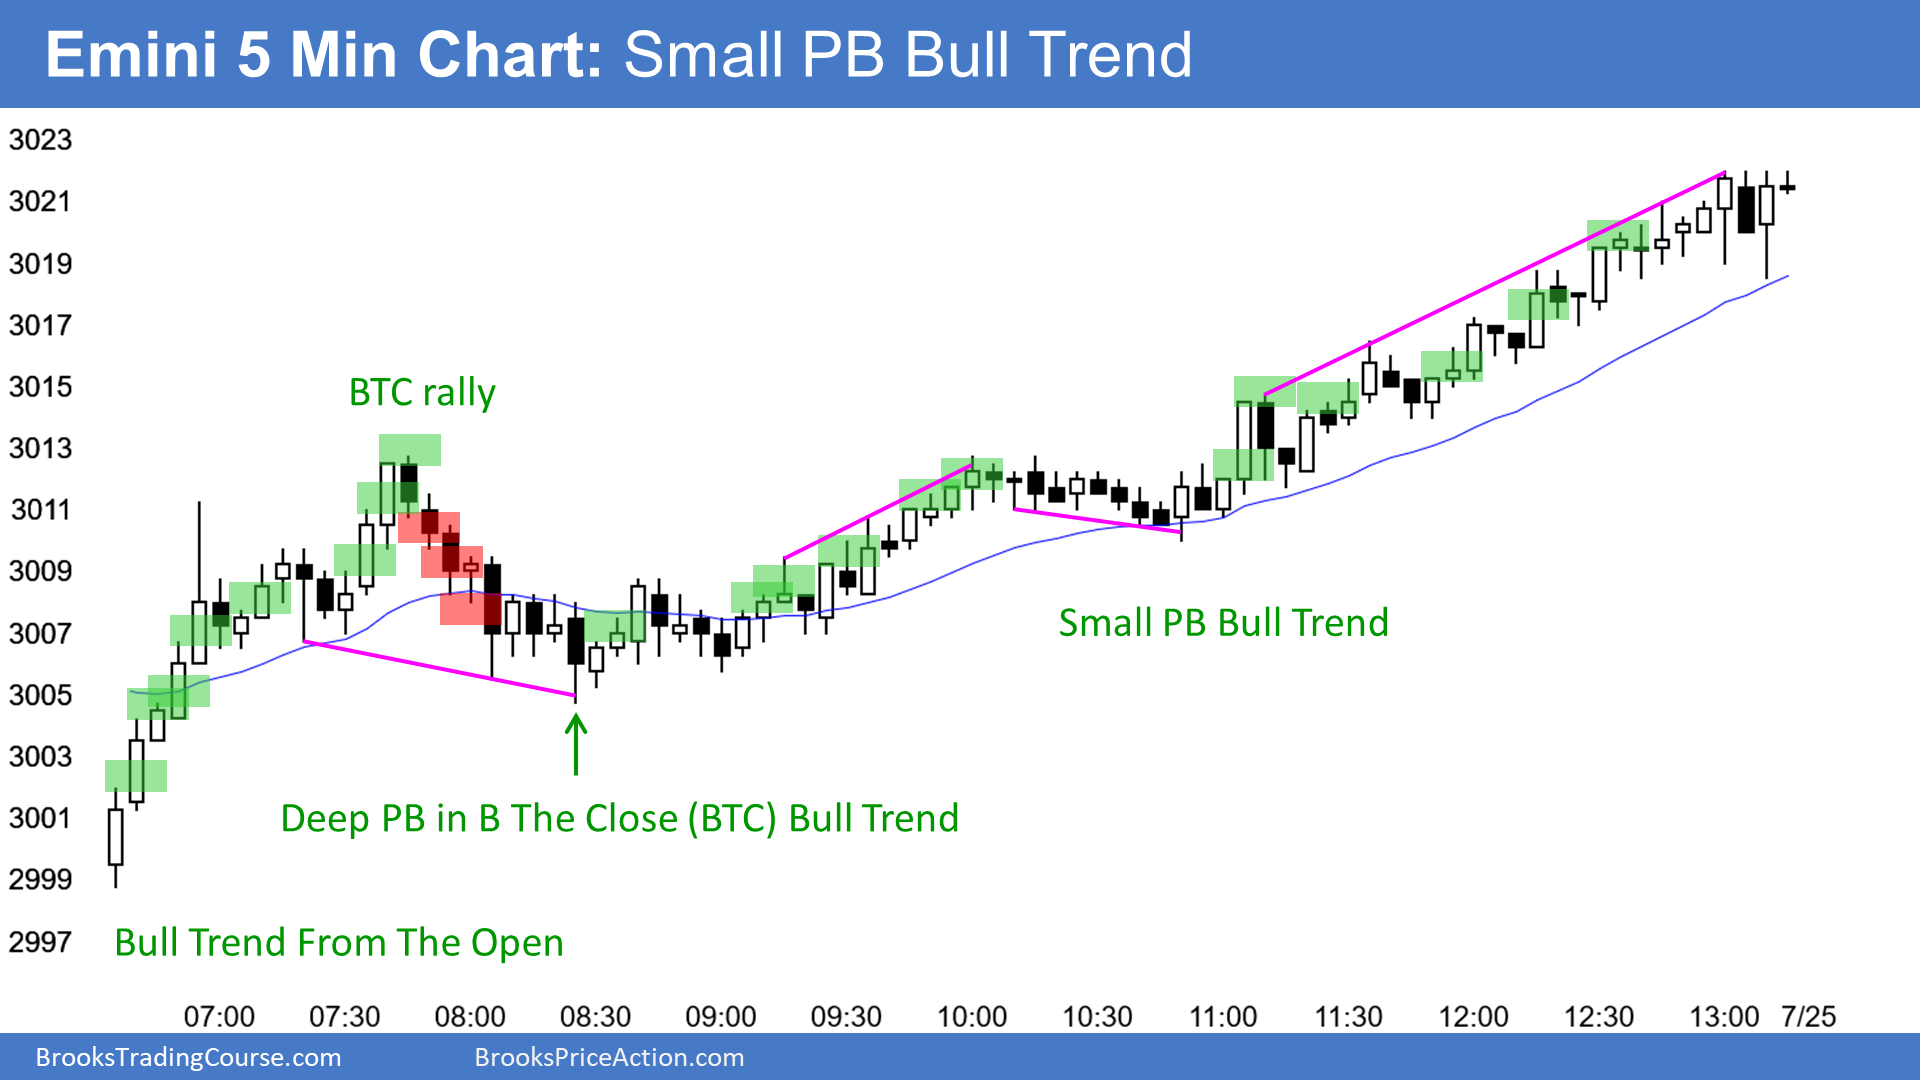 Emini 5 Min Chart: Small PB Bull Trend
3023
3021
3019
3017
3015
BTC rally
3013
3011
3009
3007
Small PB Bull Trend
3005
3003
3001
Deep PB in B The Close (BTC) Bull Trend
2999
2997
Bull Trend From The Open
07:00 07:30 08:00 08:30 09:00 09:30 10:00 10:30 11:00 11:30 12:00 12:30 13:00 7/25
BrooksTradingCourse.com BrooksPriceAction.com